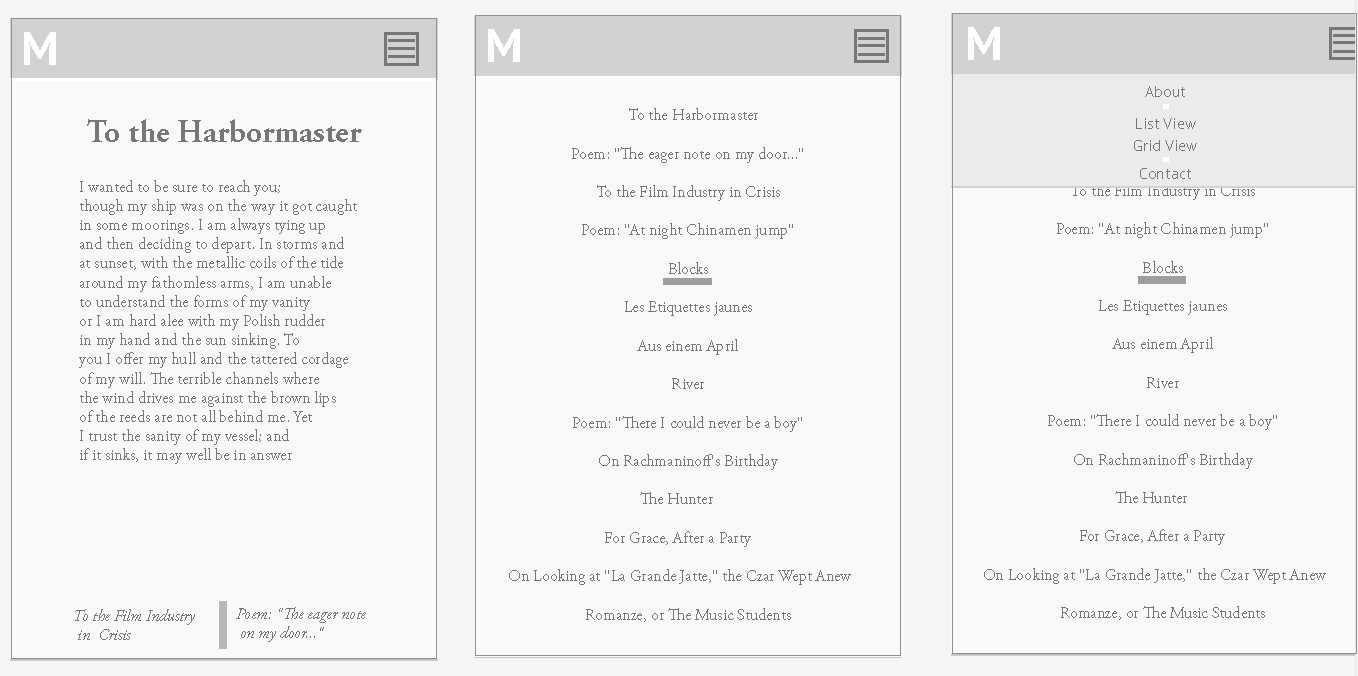 M
To the Harbormaster
I wanted to be sure to reach you;
though my ship was on the way it got caught
in some moorings. I am always tying up
and then deciding to depart. In storms and
at sunset, with the metallic coils of the tide
around my fathomless arms, I am unable
to understand the forms of my vanity
or I am hard alee with my Polish rudder
in my hand and the sun sinking. To
you I offer my hull and the tattered cordage
of my will. The terrible channels where
the wind drives me against the brown lips
of the reeds are not all behind me. Yet
I trust the sanity of my vessel; and
if it sinks, it may well be in answer
To the Film Industry
in Crisis
Poem: "The eager note
on my door..."
M
To the Harbormaster
Poem: "The eager note on my door..."
To the Film Industry in Crisis
Poem: "At night Chinamen jump"
Blocks
Les Etiquettes jaunes
Aus einem April
River
Poem: "There I could never be a boy"
On Rachmaninoff's Birthday
The Hunter
For Grace, After a Party
On Looking at "La Grande Jatte," the Czar Wept Anew
Romanze, or The Music Students
M
About
List View
Grid View
Contact
To the Film Industry in Crisis
Poem: "At night Chinamen jump"
Blocks
Les Etiquettes jaunes
Aus einem April
River
Poem: "There I could never be a boy"
On Rachmaninoff's Birthday
The Hunter
For Grace, After a Party
On Looking at "La Grande Jatte," the Czar Wept Anew
Romanze, or The Music Students